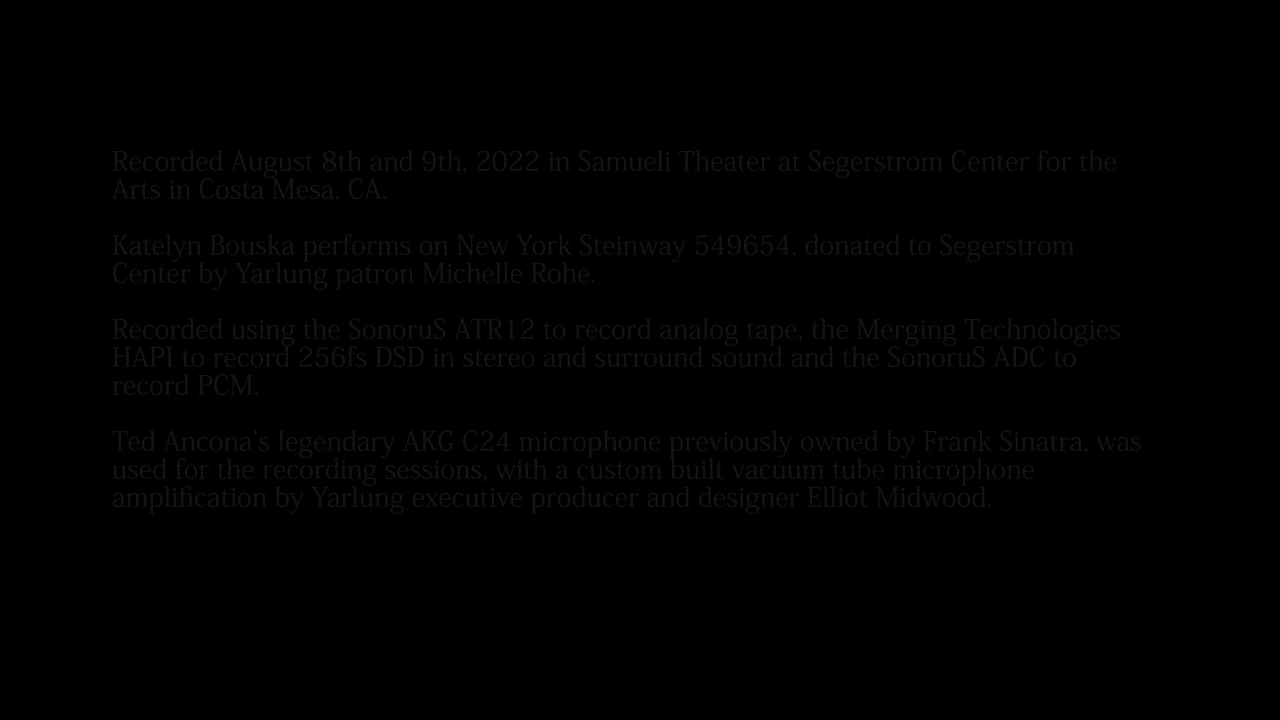 Recorded August 8th and 9th, 2022 in Samueli Theater at Segerstrom Center for the
Arts in Costa Mesa, CA.
Katelyn Bouska performs on New York Steinway 549654, donated to Segerstrom
Center by Yarlung patron Michelle Rohe.
Recorded using the SonoruS ATR12 to record analog tape, the Merging Technologies
HAPI to record 256fs DSD in stereo and surround sound and the SonoruS ADC to
record PCM.
Ted Ancona's legendary AKG C24 microphone previously owned by Frank Sinatra, was
used for the recording sessions, with a custom built vacuum tube microphone
amplification by Yarlung executive producer and designer Elliot Midwood.